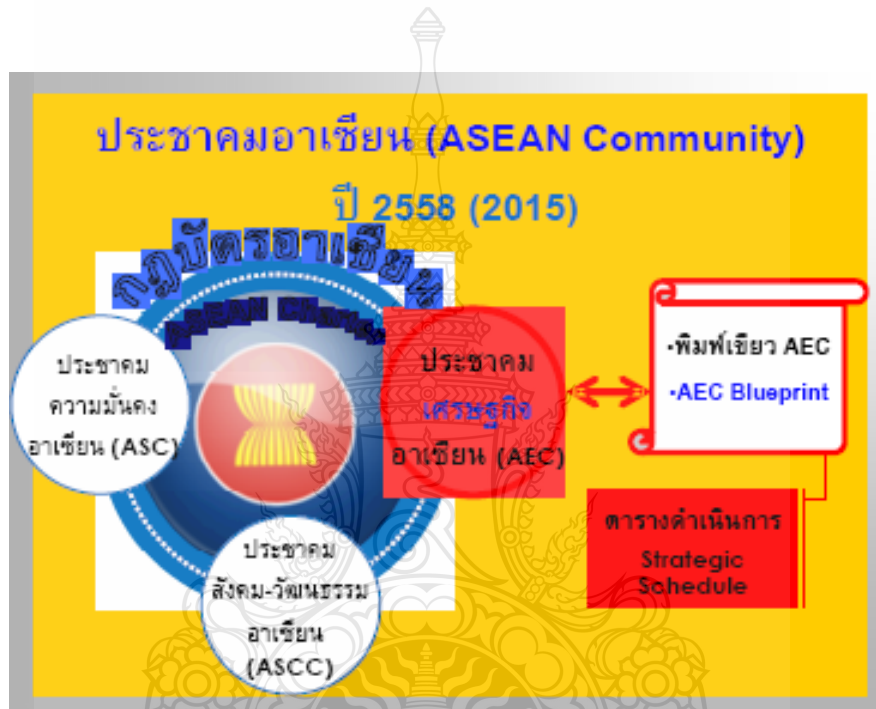 ประชาคมอาเซียน (ASEAN Community)
ปี 2558 (2015)
กฎบัตรอาเซียน
ASEAN Charter
ประชาคม
ความมั่นคง
อาเซียน (ASC)
ประชาคม
เศรษฐกิจ
อาเซียน (AEC)
ประชาคม
สังคม-วัฒนธรรม
อาเซียน
(ASCC)
•พิมพ์เขียว AEC
•AEC Blueprint
ตารางดำเนินการ
Strategic
Schedule